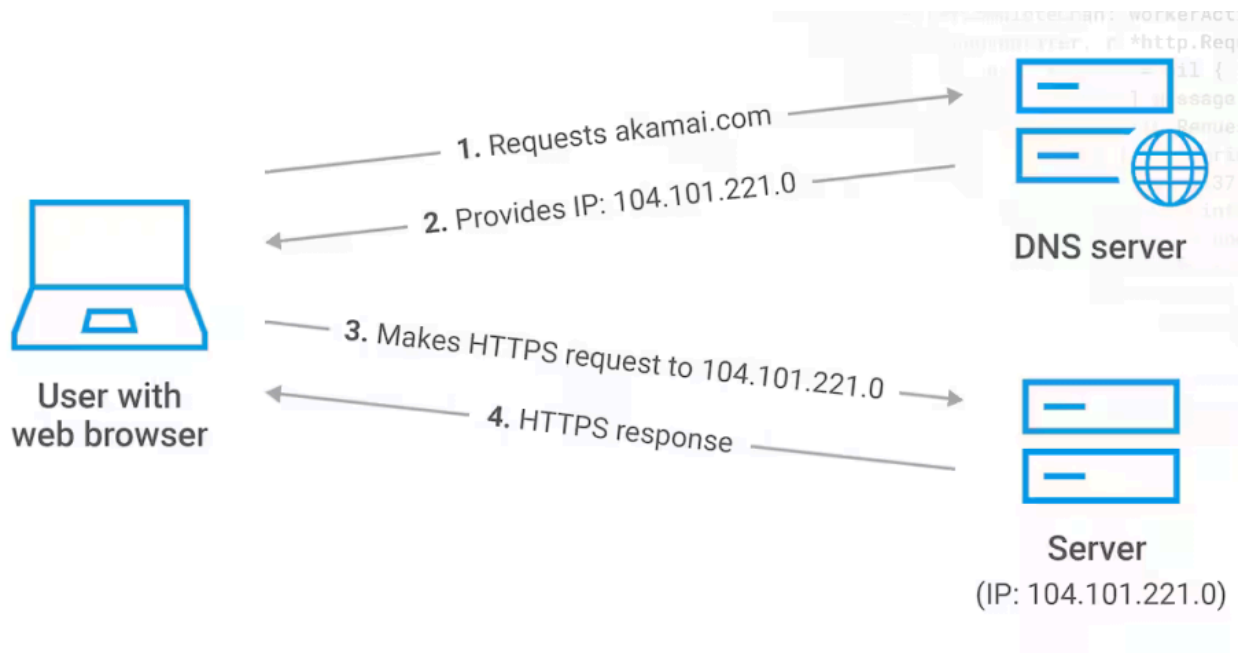 1. Requests akamai.com
2. Provides IP: 104.101.221.0
DNS server
3. Makes HTTPS request to 104.101.221.0
4. HTTPS response
User with
web browser
Server
(IP: 104.101.221.0)